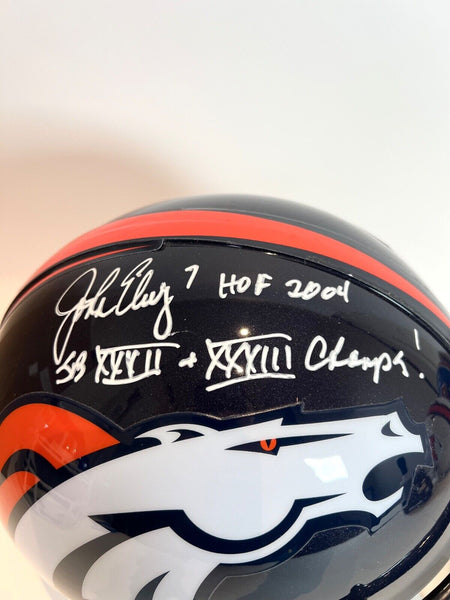 John Elway 7 HOF 2004
SB XXXII + XXXIII Champs!